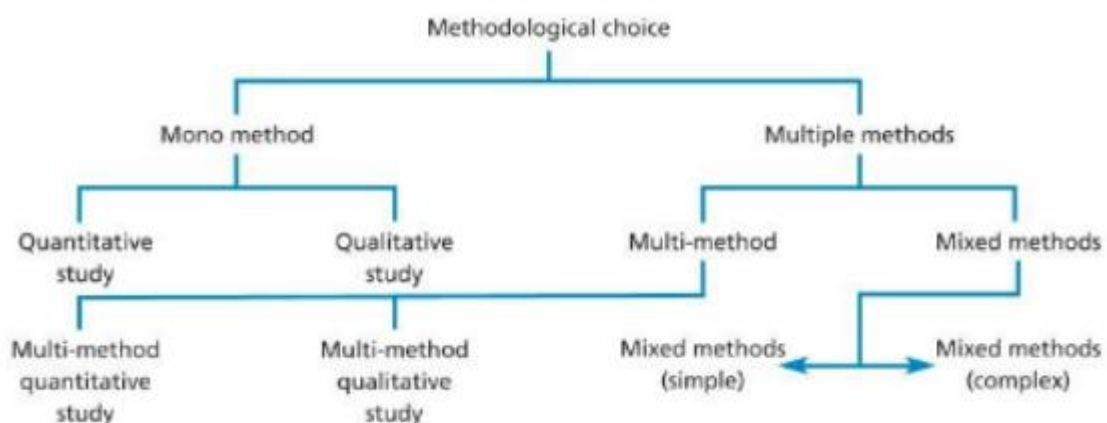 Methodological choice
Mono method
Multiple methods
Quantitative
study
Qualitative
study
Multi-method
Mixed methods
Multi-method
quantitative
study
Multi-method
qualitative
study
Mixed methods
(simple)
Mixed methods
(complex)